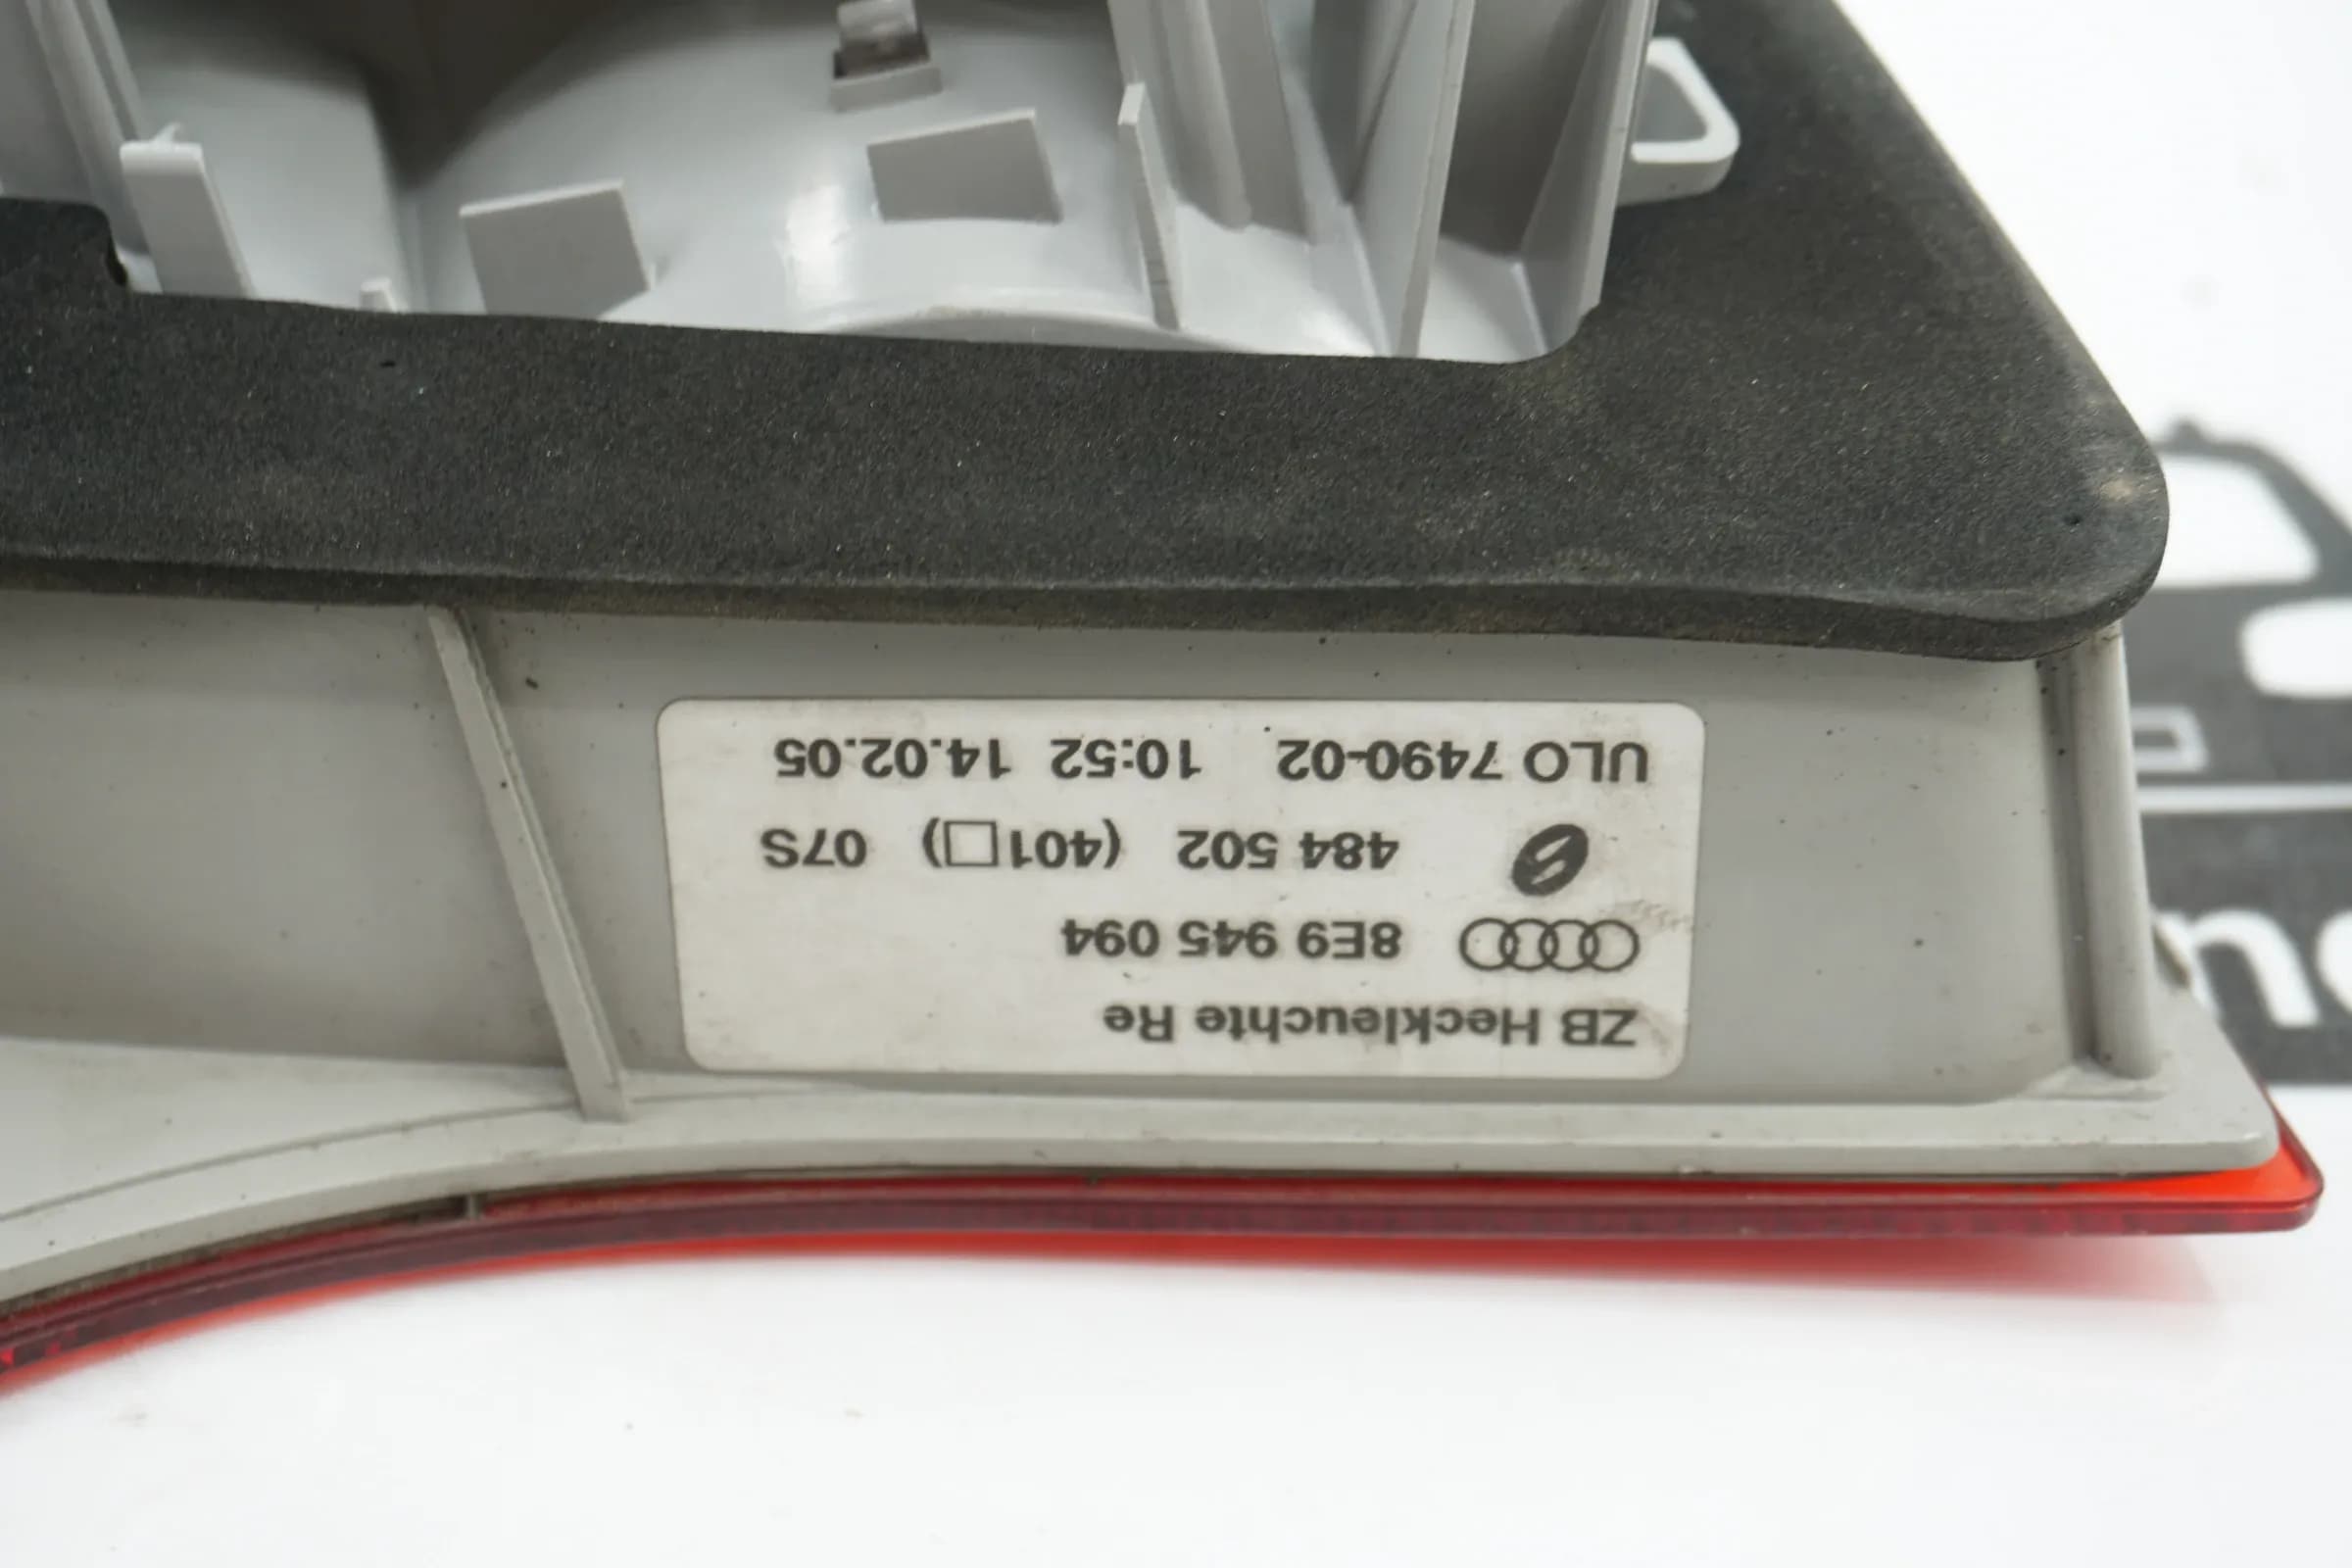 ZB Heckleuchte Re
8E9 945 094
484 502 (401□) 07S
ULO 7490-02 10:52 14.02.05